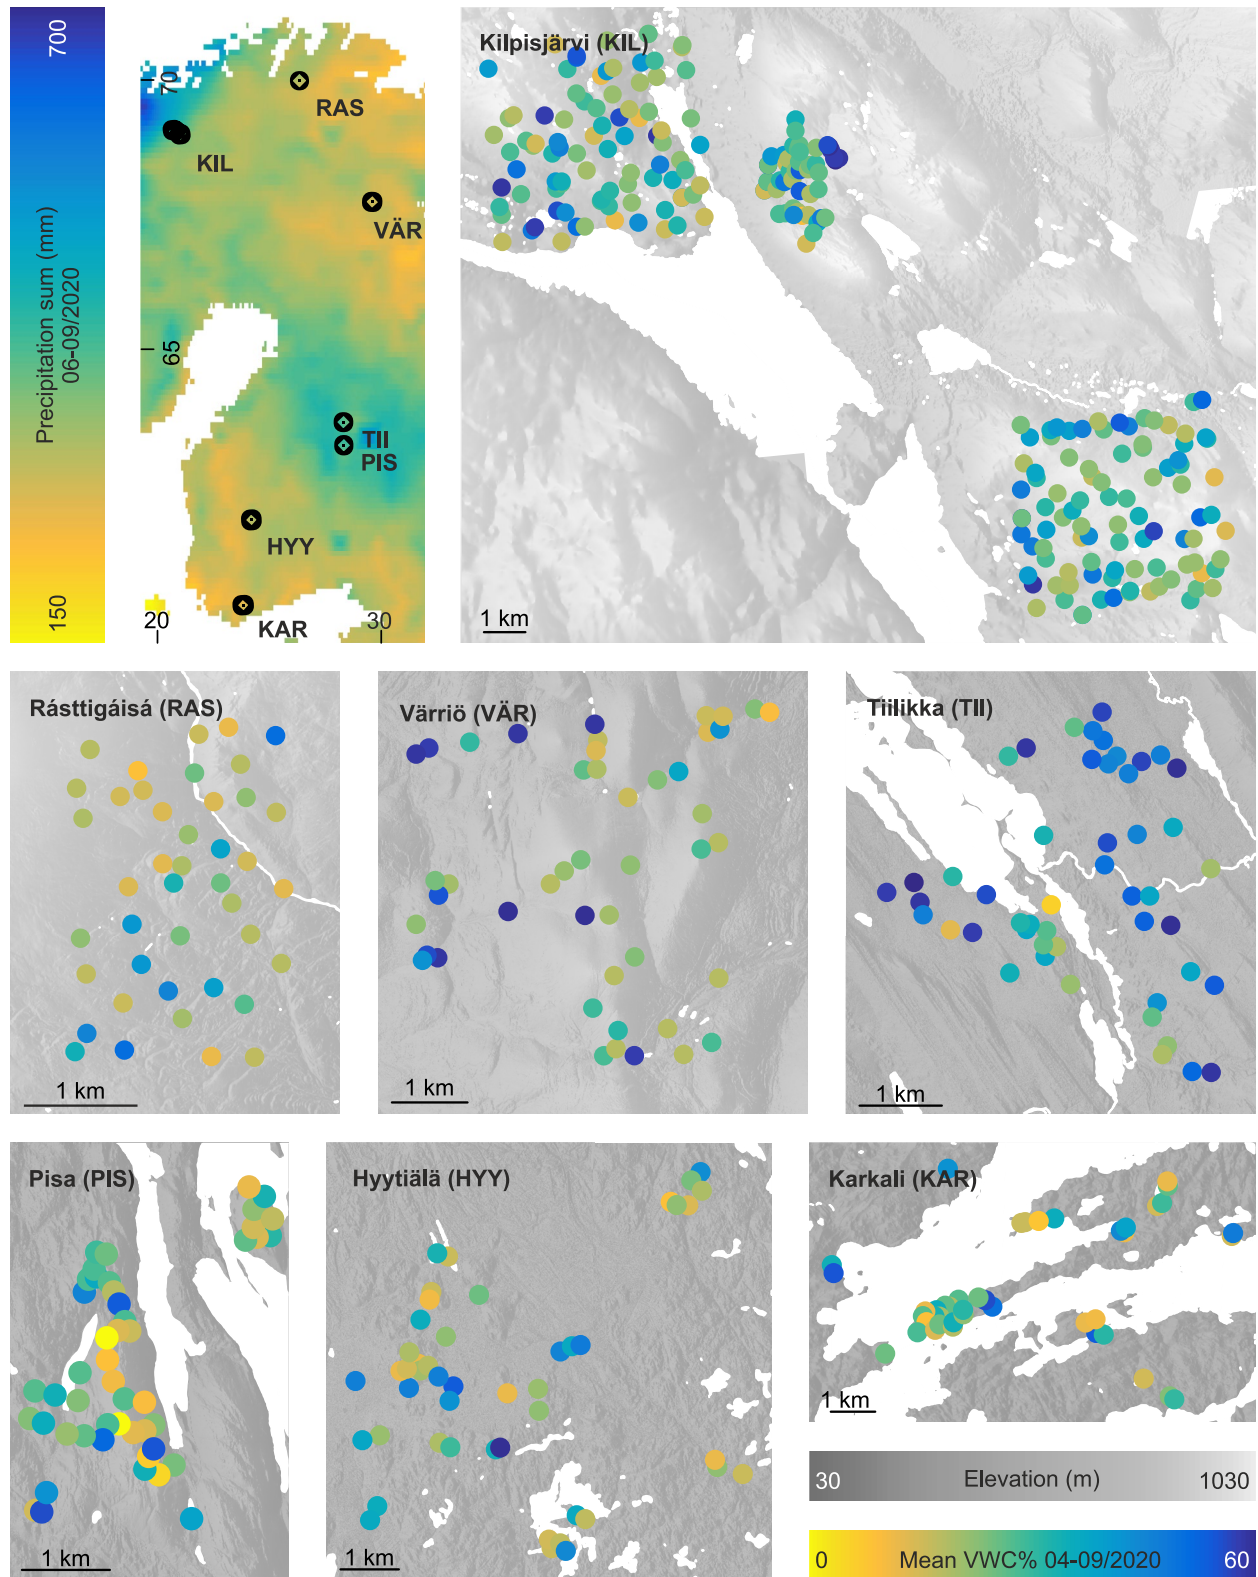 700
Precipitation sum (mm)
06-09/2020
150
70
65
20
30
RAS
KIL
VÄR
TII
PIS
HYY
KAR
Kilpisjärvi (KIL)
1 km
Rásttigáisá (RAS)
1 km
Värriö (VÄR)
1 km
Tiilikka (TII)
1 km
Pisa (PIS)
1 km
Hyytiälä (HYY)
1 km
Karkali (KAR)
1 km
30 Elevation (m) 1030
0 Mean VWC% 04-09/2020 60